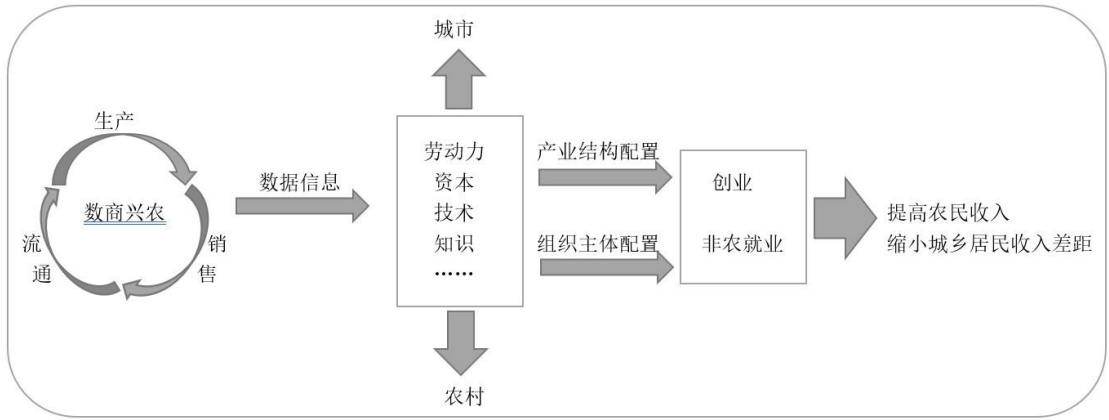 城市
生产
数商兴农
流通
销售
数据信息
劳动力
资本
技术
知识
……
产业结构配置
组织主体配置
创业
非农就业
提高农民收入
缩小城乡居民收入差距
农村